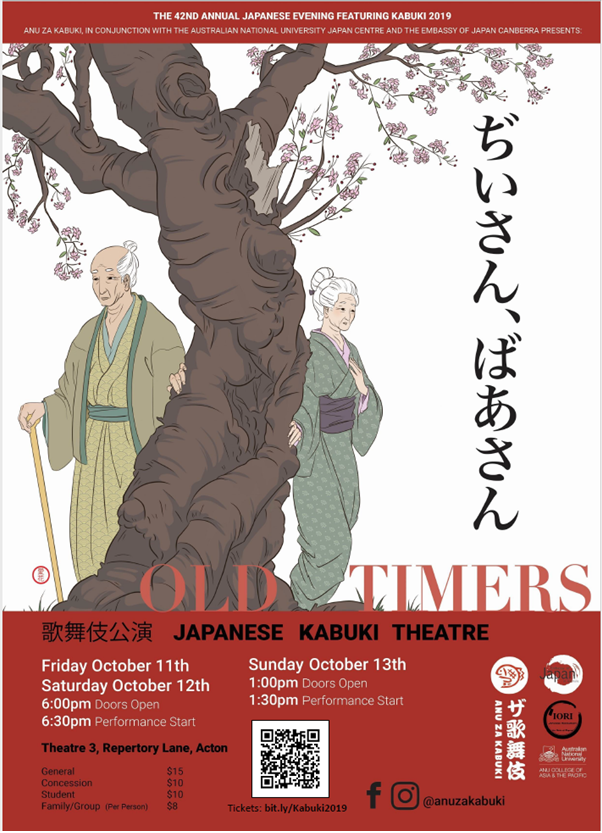 THE 42ND ANNUAL JAPANESE EVENING FEATURING KABUKI 2019
ANU ZA KABUKI, IN CONJUNCTION WITH THE AUSTRALIAN NATIONAL UNIVERSITY JAPAN CENTRE AND THE EMBASSY OF JAPAN CANBERRA PRESENTS:
ぢいさん、ばあさん
OLD TIMERS
歌舞伎公演 JAPANESE KABUKI THEATRE
Friday October 11th
Saturday October 12th
6:00pm Doors Open
6:30pm Performance Start
Sunday October 13th
1:00pm Doors Open
1:30pm Performance Start
Theatre 3, Repertory Lane, Acton
General $15
Concession $10
Student $10
Family/Group (Per Person) $8
Tickets: bit.ly/Kabuki2019
@anuzakabuki
ザ歌舞伎
ANU ZA KABUKI
Japan
IORI
Australian
National
University
ANU COLLEGE OF
ASIA & THE PACIFIC